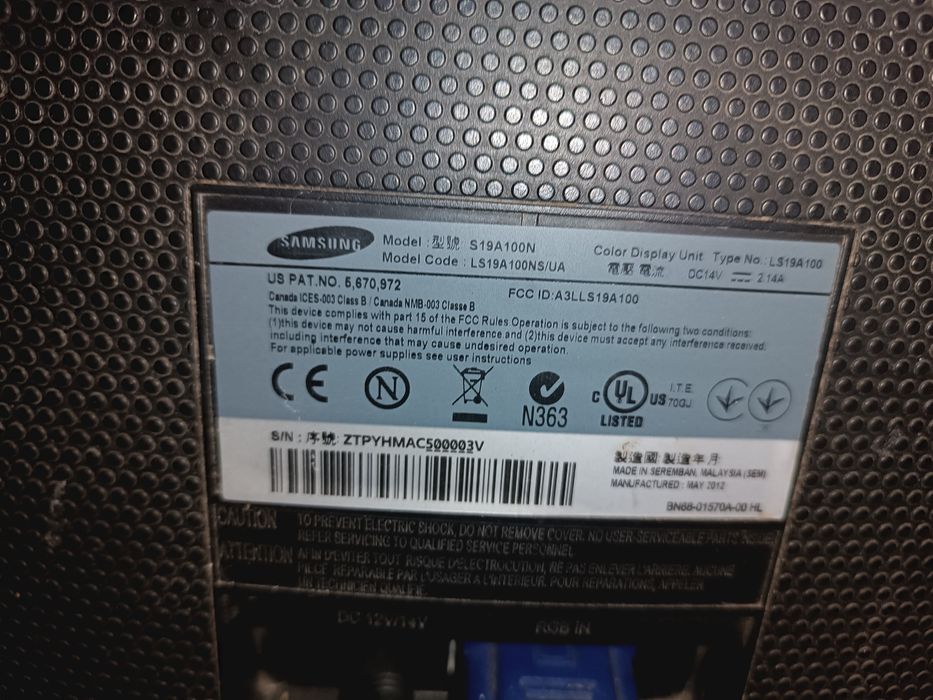 SAMSUNG
Model : 型號 S19A100N
Model Code : LS19A100NS/UA
Color Display Unit Type No.: LS19A100
電壓 電流 DC14V 2.14A
US PAT.NO. 5,670,972
FCC ID:A3LLS19A100
Canada ICES-003 Class B / Canada NMB-003 Classe B
This device complies with part 15 of the FCC Rules.Operation is subject to the following two conditions:
(1)this device may not cause harmful interference.and (2)this device must accept any interference received.
including interference that may cause undesired operation.
For applicable power supplies see user instructions
CE
N
N363
c UL US
LISTED
I.T.E.
70GJ
S/N : 序號: ZTPYHMAC500003V
製造國 製造年月
MADE IN SEREMBAN, MALAYSIA (SEM)
MANUFACTURED : MAY 2012
BN68-01570A-00 HL
CAUTION TO PREVENT ELECTRIC SHOCK, DO NOT REMOVE COVER. NO USER-SERVICEABLE PARTS INSIDE.
REFER SERVICING TO QUALIFIED SERVICE PERSONNEL.
ATTENTION AFIN D'EVITER TOUT RISQUE D'ELECTROCUTION, NE PAS ENLEVER L'ARRIERE. AUCUNE
PIECE REPARABLE PAR L'USAGER A L'INTERIEUR. POUR REPARATIONS, APPELER
UN TECHNICIEN QUALIFIE.
DC 12V/14V
RGB IN